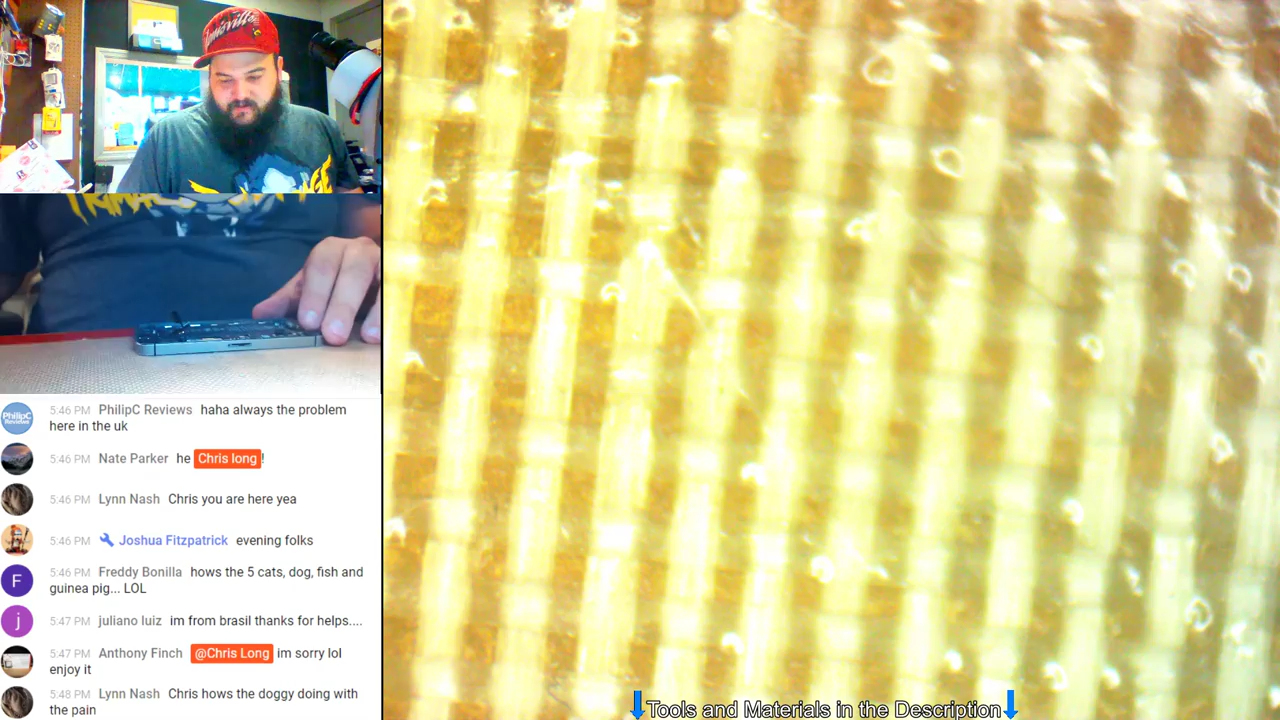 PhilipC Reviews
5:46 PM PhilipC Reviews haha always the problem
here in the uk
5:46 PM Nate Parker he Chris long!
5:46 PM Lynn Nash Chris you are here yea
5:46 PM Joshua Fitzpatrick evening folks
F
5:46 PM Freddy Bonilla hows the 5 cats, dog, fish and
guinea pig... LOL
j
5:47 PM juliano luiz im from brasil thanks for helps....
5:47 PM Anthony Finch @Chris Long im sorry lol
enjoy it
5:48 PM Lynn Nash Chris hows the doggy doing with
the pain
Tools and Materials in the Description